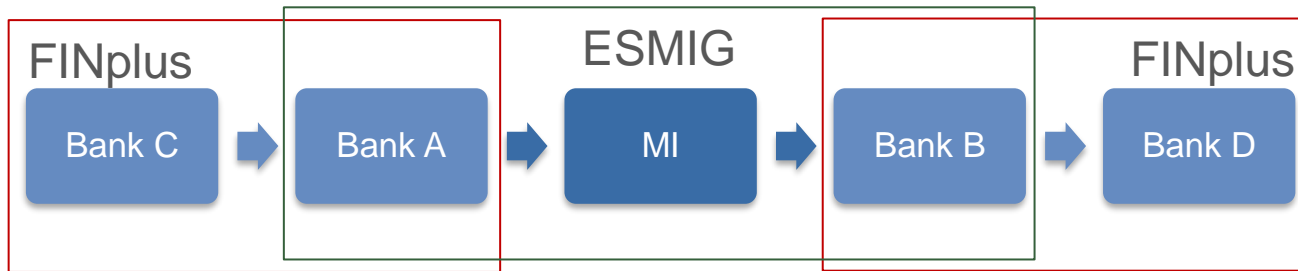 FINplus
ESMIG
FINplus
Bank C
Bank A
MI
Bank B
Bank D